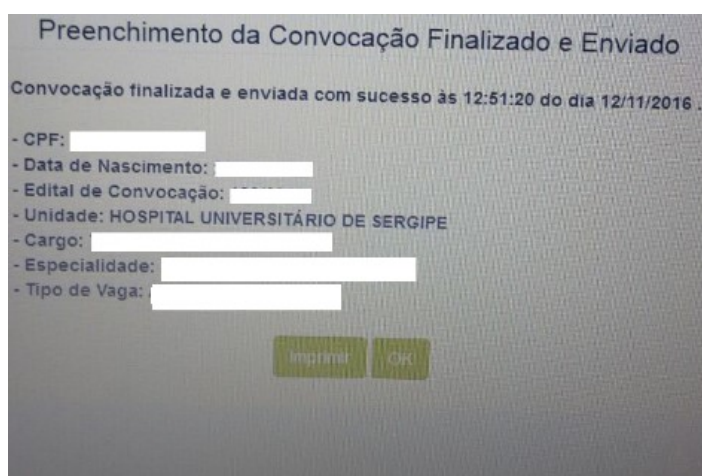 Preenchimento da Convocação Finalizado e Enviado
Convocação finalizada e enviada com sucesso às 12:51:20 do dia 12/11/2016 .
- CPF:
- Data de Nascimento:
- Edital de Convocação:
- Unidade: HOSPITAL UNIVERSITÁRIO DE SERGIPE
- Cargo:
- Especialidade:
- Tipo de Vaga:
Imprimir OK